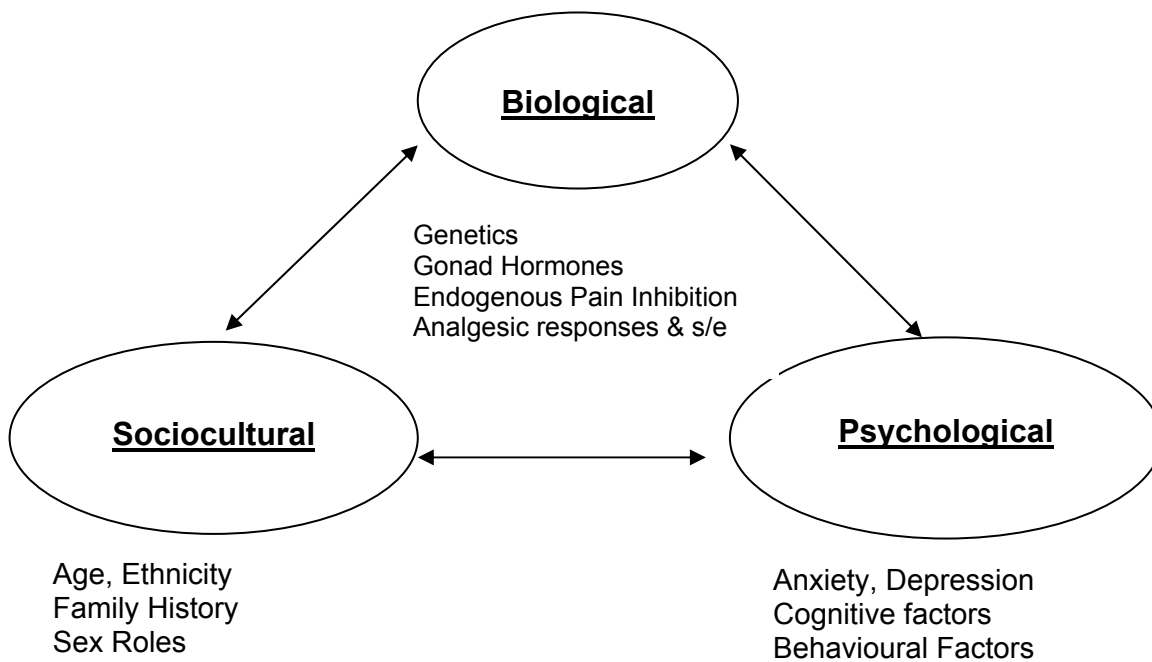 Biological
Genetics
Gonad Hormones
Endogenous Pain Inhibition
Analgesic responses & s/e
Sociocultural
Age, Ethnicity
Family History
Sex Roles
Psychological
Anxiety, Depression
Cognitive factors
Behavioural Factors